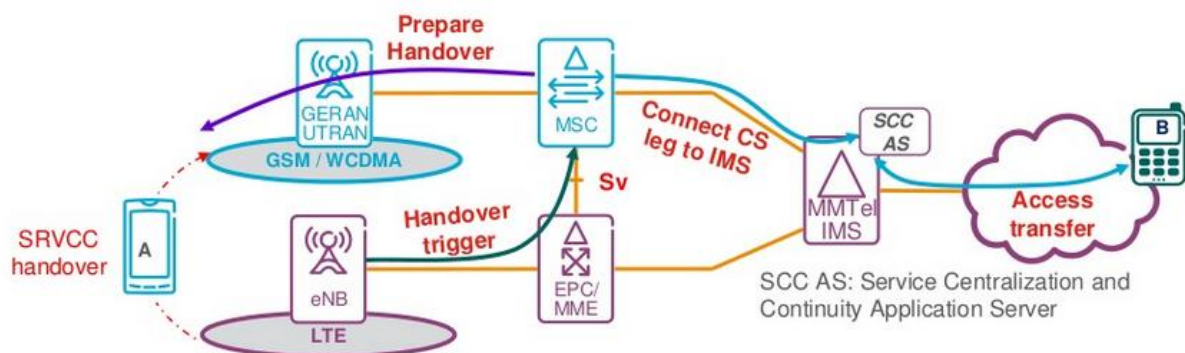 Prepare
Handover
GERAN
UTRAN
GSM / WCDMA
MSC
Connect CS
leg to IMS
SCC
AS
B
Sv
SRVCC
handover
A
Handover
trigger
eNB
LTE
EPC/
MME
MMTel
IMS
Access
transfer
SCC AS: Service Centralization and
Continuity Application Server